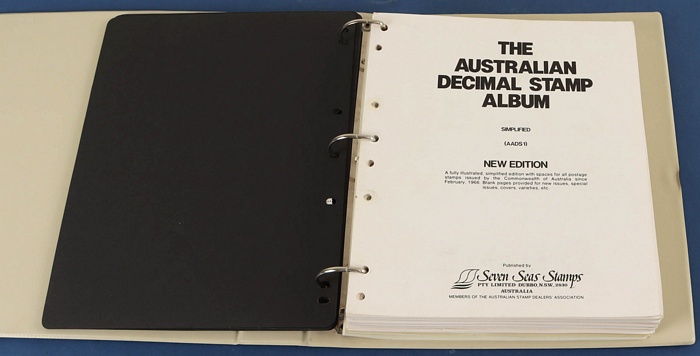 THE
AUSTRALIAN
DECIMAL STAMP
ALBUM
SIMPLIFIED
(AADS1)
NEW EDITION
A fully illustrated, simplified edition with spaces for all postage
stamps issued by the Commonwealth of Australia since
February, 1966. Blank pages provided for new issues, special
issues, covers, varieties, etc.
Published by
Seven Seas Stamps
PTY LIMITED DUBBO, N.S.W. 2830
AUSTRALIA
MEMBERS OF THE AUSTRALIAN STAMP DEALERS' ASSOCIATION